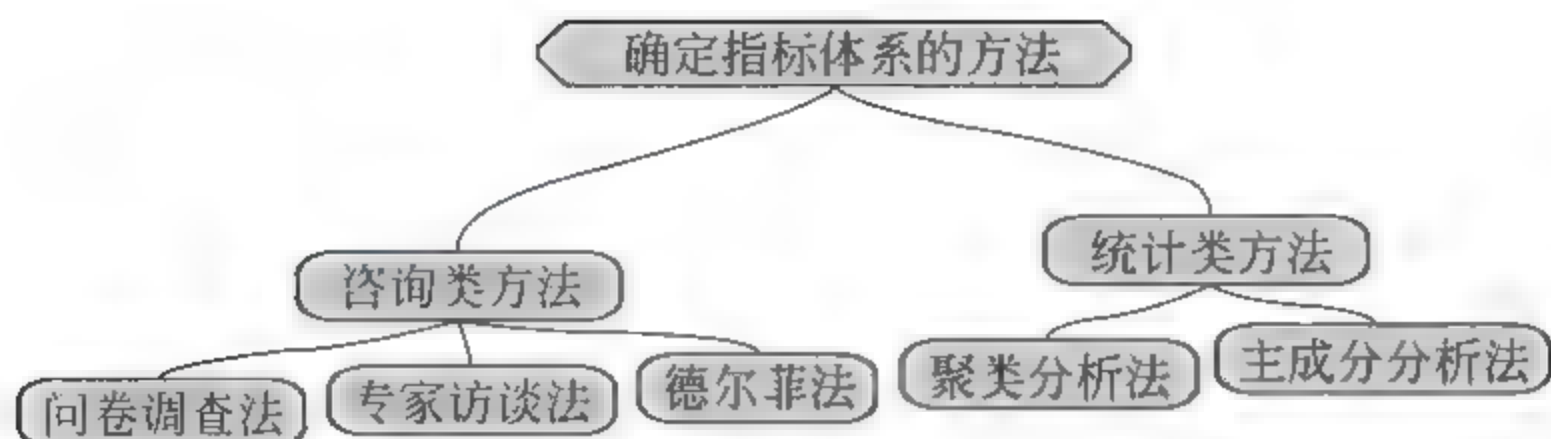 确定指标体系的方法
咨询类方法
统计类方法
问卷调查法
专家访谈法
德尔菲法
聚类分析法
主成分分析法